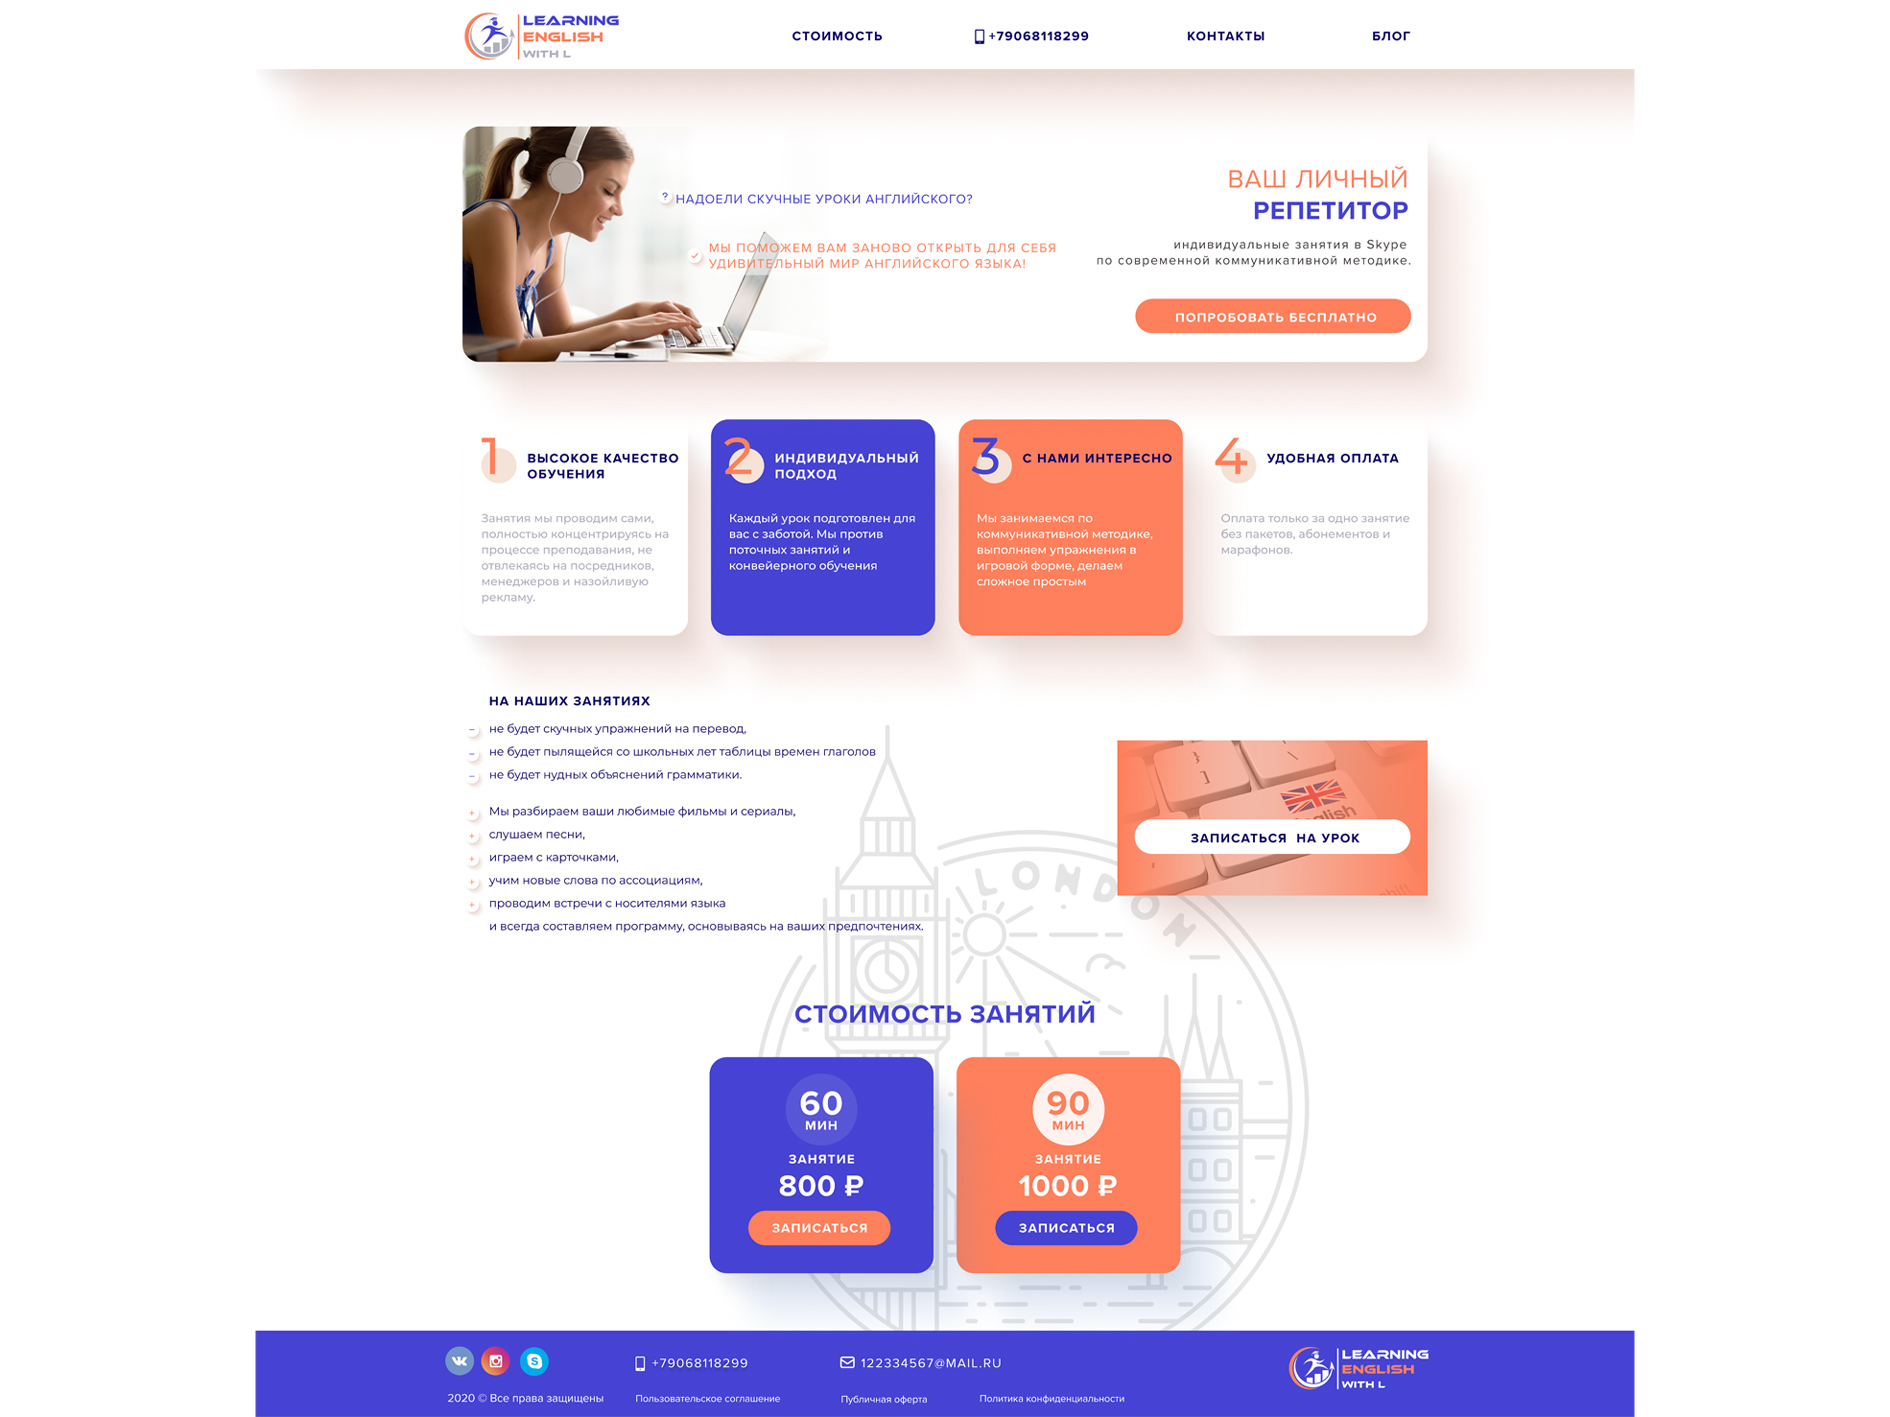 LEARNING
ENGLISH
WITH L
СТОИМОСТЬ
+79068118299
КОНТАКТЫ
БЛОГ
? НАДОЕЛИ СКУЧНЫЕ УРОКИ АНГЛИЙСКОГО?
МЫ ПОМОЖЕМ ВАМ ЗАНОВО ОТКРЫТЬ ДЛЯ СЕБЯ
УДИВИТЕЛЬНЫЙ МИР АНГЛИЙСКОГО ЯЗЫКА!
ВАШ ЛИЧНЫЙ
РЕПЕТИТОР
индивидуальные занятия в Skype
по современной коммуникативной методике.
ПОПРОБОВАТЬ БЕСПЛАТНО
1
ВЫСОКОЕ КАЧЕСТВО
ОБУЧЕНИЯ
Занятия мы проводим сами,
полностью концентрируясь на
процессе преподавания, не
отвлекаясь на посредников,
менеджеров и назойливую
рекламу.
2
ИНДИВИДУАЛЬНЫЙ
ПОДХОД
Каждый урок подготовлен для
вас с заботой. Мы против
поточных занятий и
конвейерного обучения
3
С НАМИ ИНТЕРЕСНО
Мы занимаемся по
коммуникативной методике,
выполняем упражнения в
игровой форме, делаем
сложное простым
4
УДОБНАЯ ОПЛАТА
Оплата только за одно занятие
без пакетов, абонементов и
марафонов.
НА НАШИХ ЗАНЯТИЯХ
- не будет скучных упражнений на перевод,
- не будет пылящейся со школьных лет таблицы времен глаголов
- не будет нудных объяснений грамматики.
+ Мы разбираем ваши любимые фильмы и сериалы,
+ слушаем песни,
+ играем с карточками,
+ учим новые слова по ассоциациям,
+ проводим встречи с носителями языка
и всегда составляем программу, основываясь на ваших предпочтениях.
LONDON
English
shift
ЗАПИСАТЬСЯ НА УРОК
СТОИМОСТЬ ЗАНЯТИЙ
60
МИН
ЗАНЯТИЕ
800 ₽
ЗАПИСАТЬСЯ
90
МИН
ЗАНЯТИЕ
1000 ₽
ЗАПИСАТЬСЯ
+79068118299
122334567@MAIL.RU
LEARNING
ENGLISH
WITH L
2020 © Все права защищены
Пользовательское соглашение
Публичная оферта
Политика конфиденциальности